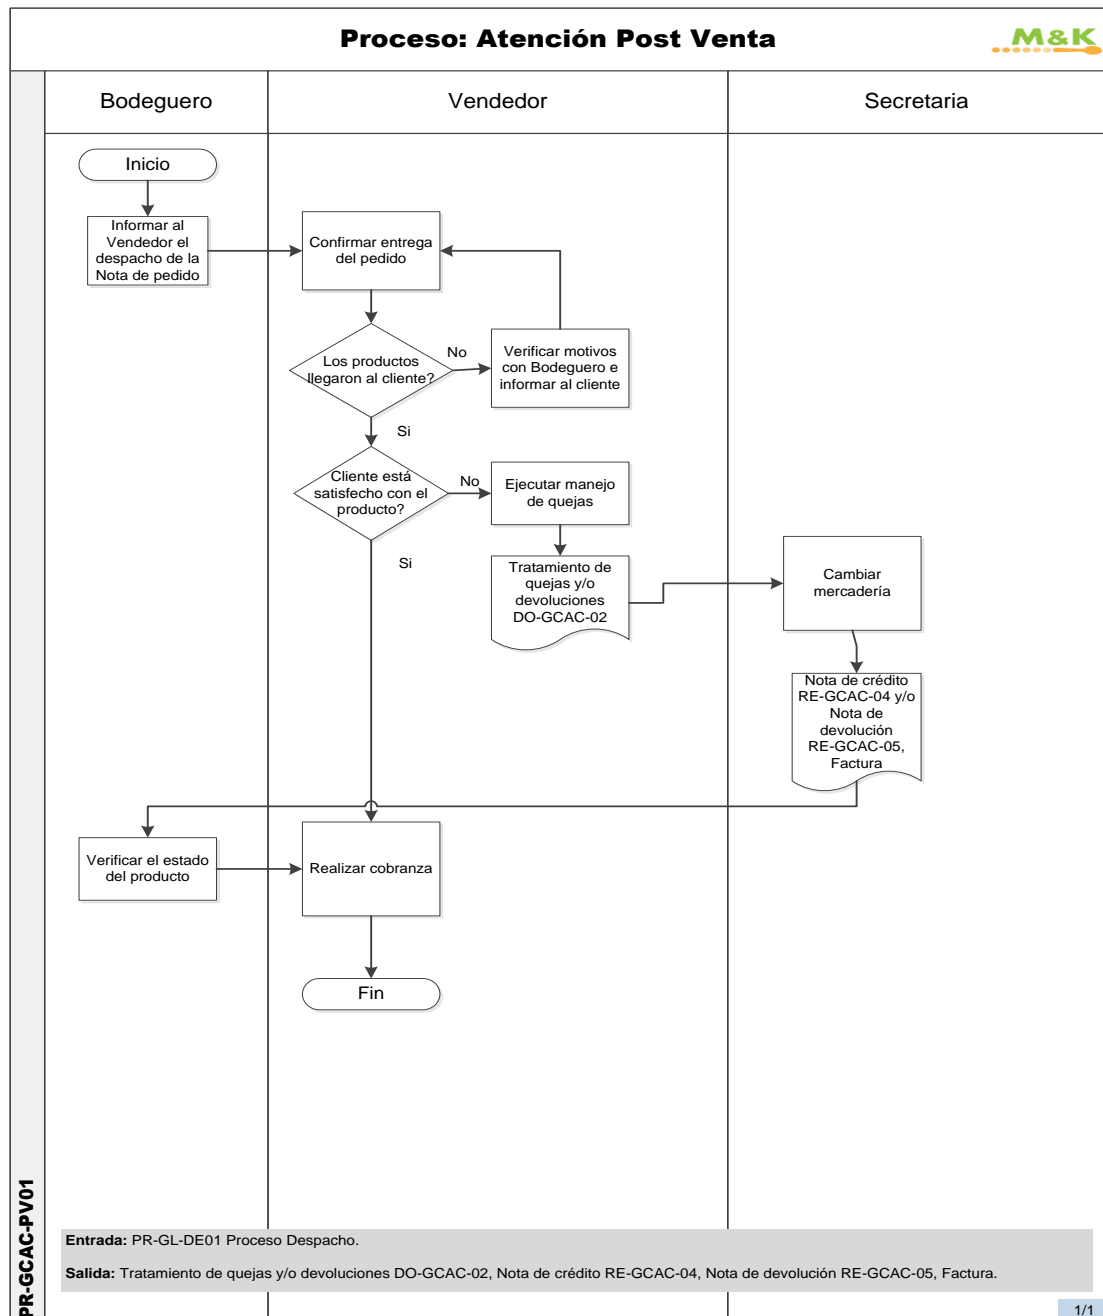 Proceso: Atención Post Venta
M&K
Bodeguero
Vendedor
Secretaria
Inicio
Informar al
Vendedor el
despacho de la
Nota de pedido
Confirmar entrega
del pedido
Los productos
llegaron al cliente?
No
Verificar motivos
con Bodeguero e
informar al cliente
Si
Cliente está
satisfecho con el
producto?
No
Ejecutar manejo
de quejas
Si
Tratamiento de
quejas y/o
devoluciones
DO-GCAC-02
Cambiar
mercadería
Nota de crédito
RE-GCAC-04 y/o
Nota de
devolución
RE-GCAC-05,
Factura
Verificar el estado
del producto
Realizar cobranza
Fin
PR-GCAC-PV01
Entrada: PR-GL-DE01 Proceso Despacho.
Salida: Tratamiento de quejas y/o devoluciones DO-GCAC-02, Nota de crédito RE-GCAC-04, Nota de devolución RE-GCAC-05, Factura.
1/1